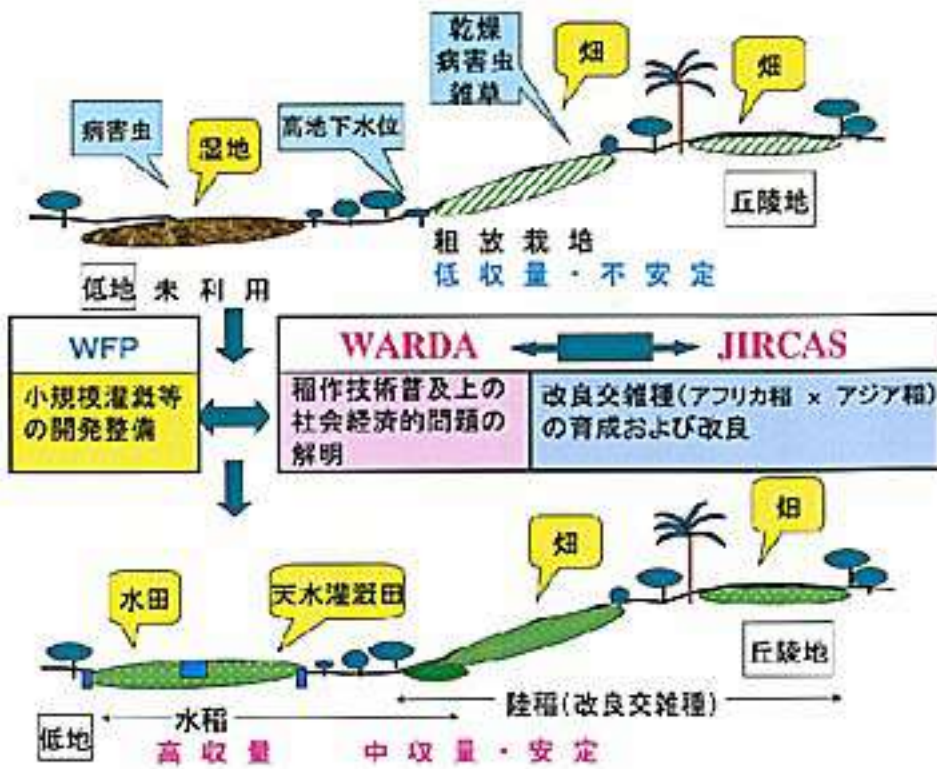 乾燥
病害虫
雑草
畑
畑
病害虫
湿地
高地下水位
丘陵地
粗放栽培
低収量・不安定
低地 未利用
WFP
WARDA
JIRCAS
小規模灌漑等
の開発整備
稲作技術普及上の
社会経済的問題の
解明
改良交雑種(アフリカ稲 × アジア稲)
の育成および改良
畑
畑
水田
天水灌漑田
丘陵地
陸稲(改良交雑種)
水稲
低地
高収量 中収量・安定